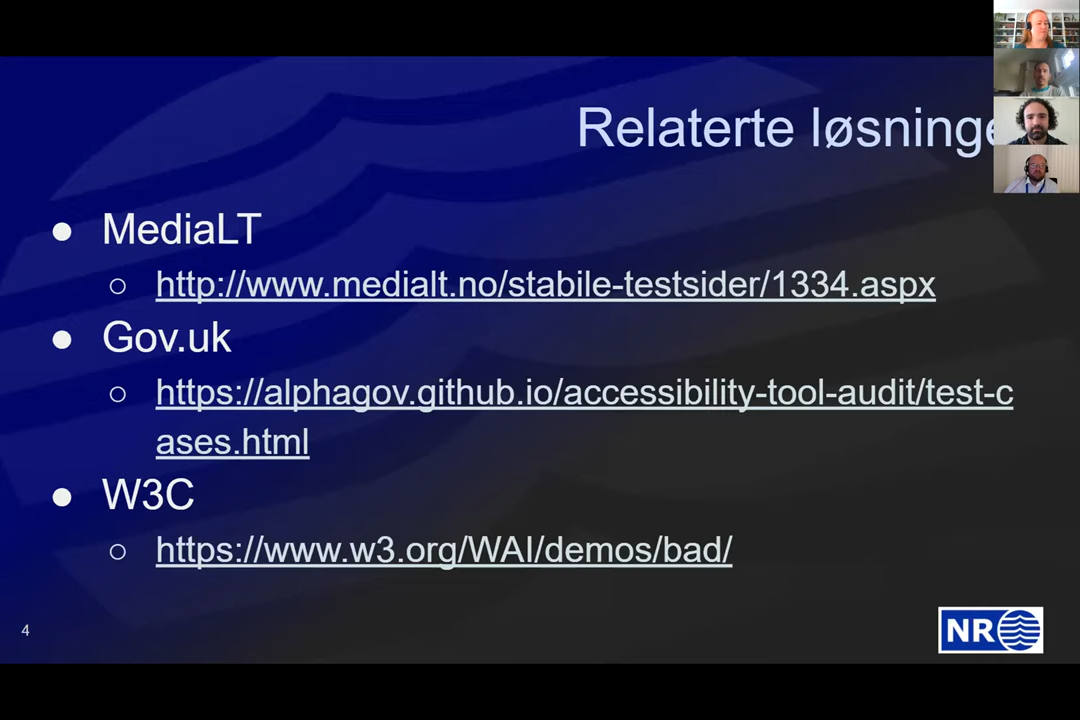 Relaterte løsninge
● MediaLT
○ http://www.medialt.no/stabile-testsider/1334.aspx
● Gov.uk
○ https://alphagov.github.io/accessibility-tool-audit/test-c
ases.html
● W3C
○ https://www.w3.org/WAI/demos/bad/
4
NR